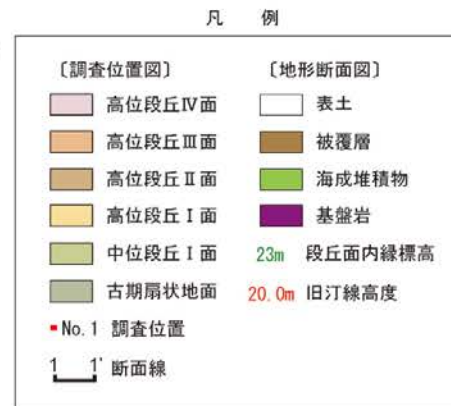 凡 例
〔調査位置図〕
高位段丘Ⅳ面
高位段丘Ⅲ面
高位段丘Ⅱ面
高位段丘Ⅰ面
中位段丘Ⅰ面
古期扇状地面
No. 1 調査位置
1 1' 断面線
〔地形断面図〕
表土
被覆層
海成堆積物
基盤岩
23m 段丘面内縁標高
20.0m 旧汀線高度